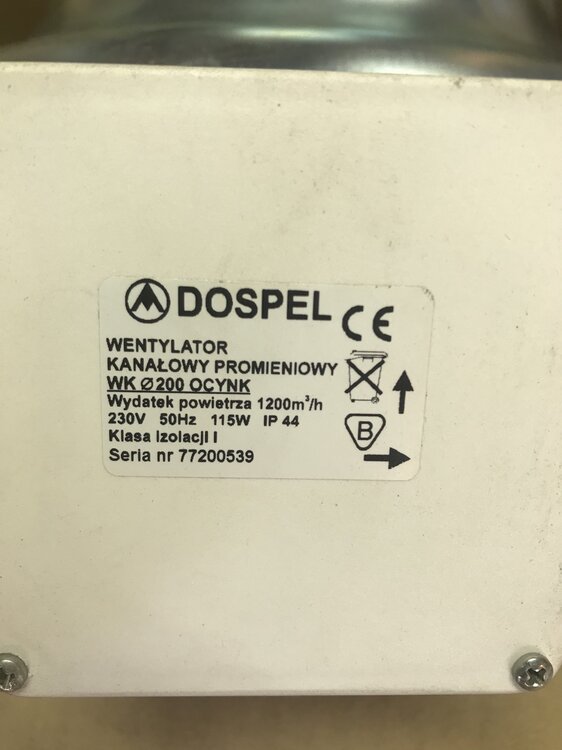 DOSPEL CE
WENTYLATOR
KANAŁOWY PROMIENIOWY
WK Ø200 OCYNK
Wydatek powietrza 1200m³/h
230V 50Hz 115W IP 44
B
Klasa izolacji I
Seria nr 77200539